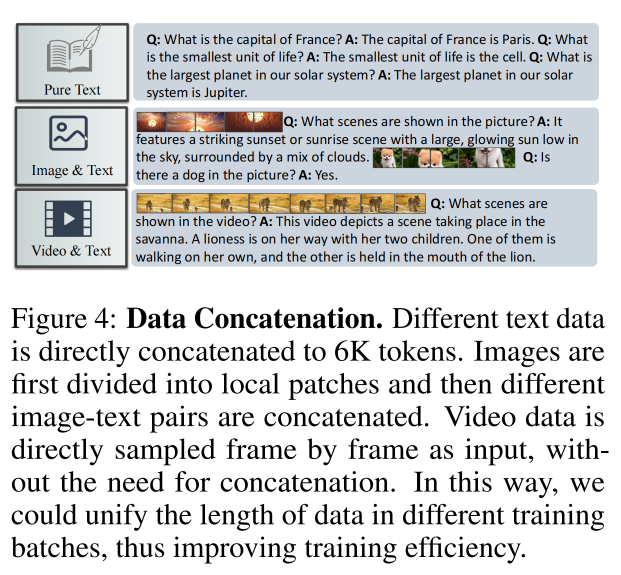 Pure Text
Q: What is the capital of France? A: The capital of France is Paris. Q: What
is the smallest unit of life? A: The smallest unit of life is the cell. Q: What is
the largest planet in our solar system? A: The largest planet in our solar
system is Jupiter.
Image & Text
Q: What scenes are shown in the picture? A: It
features a striking sunset or sunrise scene with a large, glowing sun low in
the sky, surrounded by a mix of clouds. Q: Is
there a dog in the picture? A: Yes.
Video & Text
Q: What scenes are
shown in the video? A: This video depicts a scene taking place in the
savanna. A lioness is on her way with her two children. One of them is
walking on her own, and the other is held in the mouth of the lion.
Figure 4: Data Concatenation. Different text data
is directly concatenated to 6K tokens. Images are
first divided into local patches and then different
image-text pairs are concatenated. Video data is
directly sampled frame by frame as input, with-
out the need for concatenation. In this way, we
could unify the length of data in different training
batches, thus improving training efficiency.